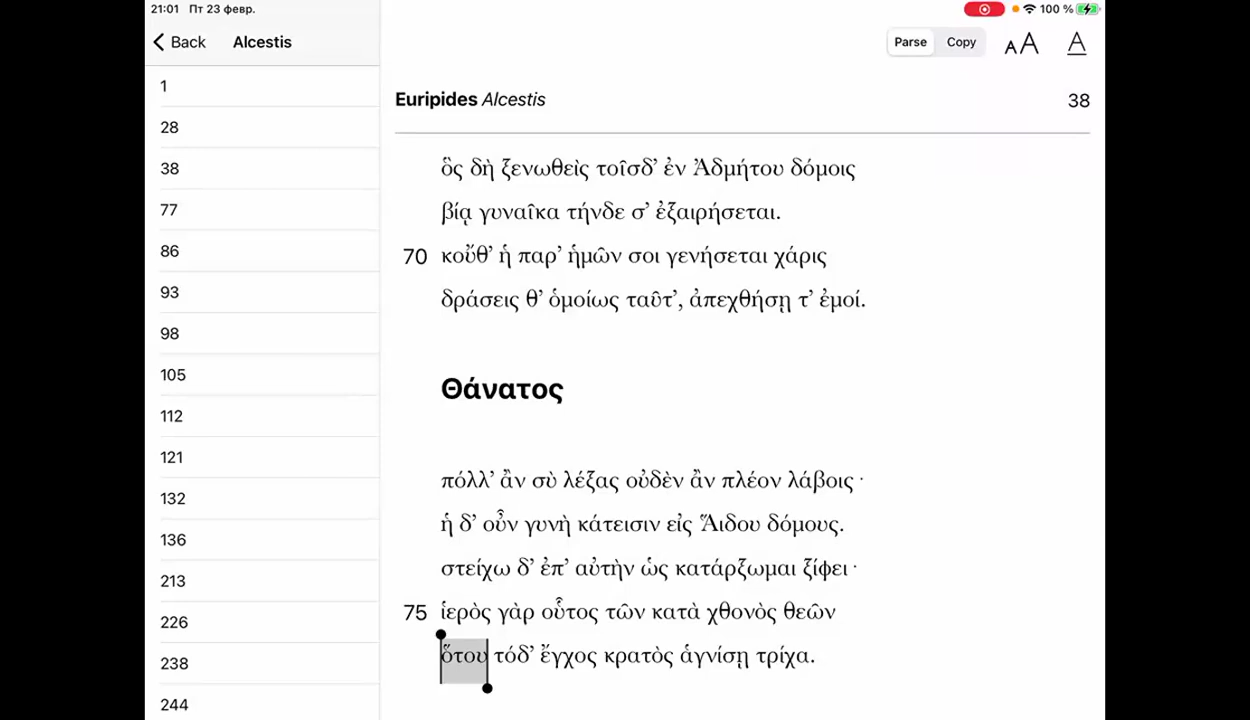 21:01 Пт 23 февр.
100 %
Back Alcestis
Parse Copy AA A
1
28
38
77
86
93
98
105
112
121
132
136
213
226
238
244
Euripides Alcestis 38
ὃς δὴ ξενωθεὶς τοῖσδ’ ἐν Ἀδμήτου δόμοις
βίᾳ γυναῖκα τήνδε σ’ ἐξαιρήσεται.
70 κοὔθ’ ἡ παρ’ ἡμῶν σοι γενήσεται χάρις
δράσεις θ’ ὁμοίως ταῦτ’, ἀπεχθήσῃ τ’ ἐμοί.
Θάνατος
πόλλ’ ἂν σὺ λέξας οὐδὲν ἂν πλέον λάβοις ·
ἡ δ’ οὖν γυνὴ κάτεισιν εἰς Ἅιδου δόμους.
στείχω δ’ ἐπ’ αὐτὴν ὡς κατάρξωμαι ξίφει ·
75 ἱερὸς γὰρ οὗτος τῶν κατὰ χθονὸς θεῶν
ὅτου τόδ’ ἔγχος κρατὸς ἁγνίσῃ τρίχα.